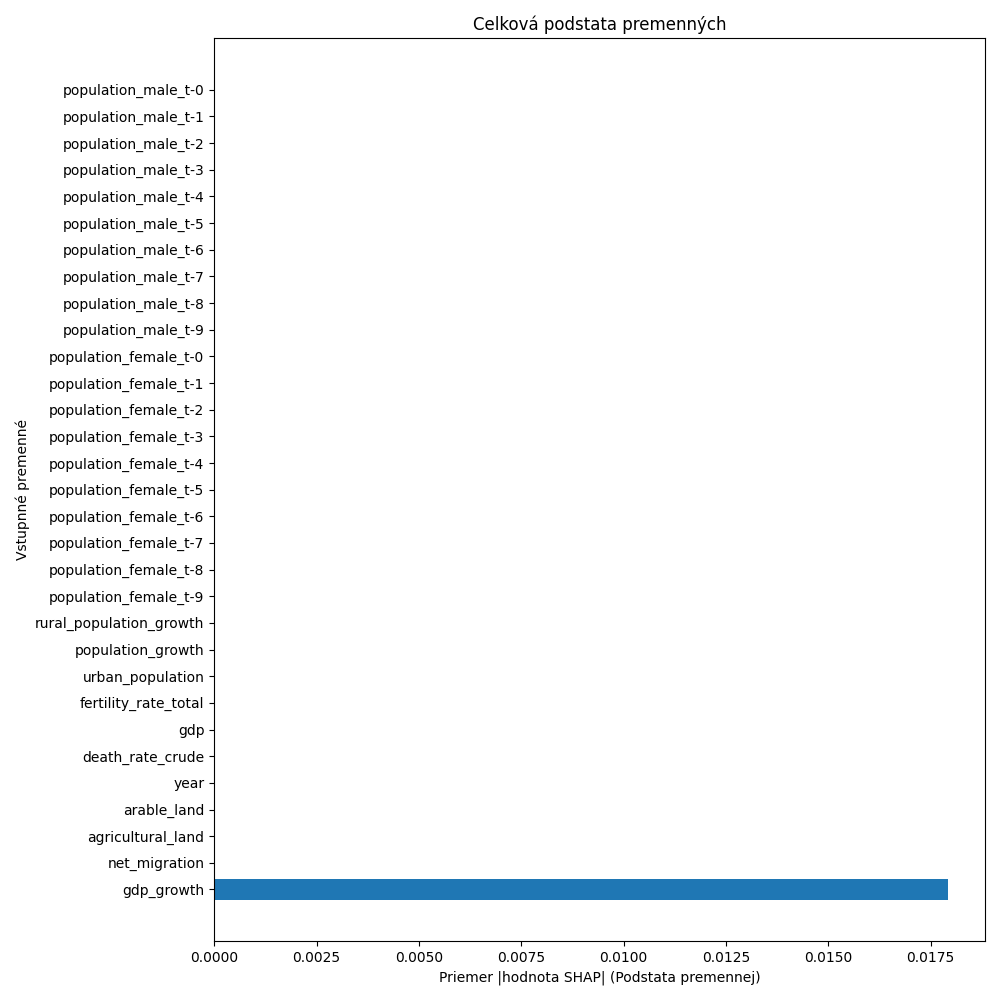 Celková podstata premenných
Vstupnné premenné
population_male_t-0
population_male_t-1
population_male_t-2
population_male_t-3
population_male_t-4
population_male_t-5
population_male_t-6
population_male_t-7
population_male_t-8
population_male_t-9
population_female_t-0
population_female_t-1
population_female_t-2
population_female_t-3
population_female_t-4
population_female_t-5
population_female_t-6
population_female_t-7
population_female_t-8
population_female_t-9
rural_population_growth
population_growth
urban_population
fertility_rate_total
gdp
death_rate_crude
year
arable_land
agricultural_land
net_migration
gdp_growth
0.0000 0.0025 0.0050 0.0075 0.0100 0.0125 0.0150 0.0175
Priemer |hodnota SHAP| (Podstata premennej)